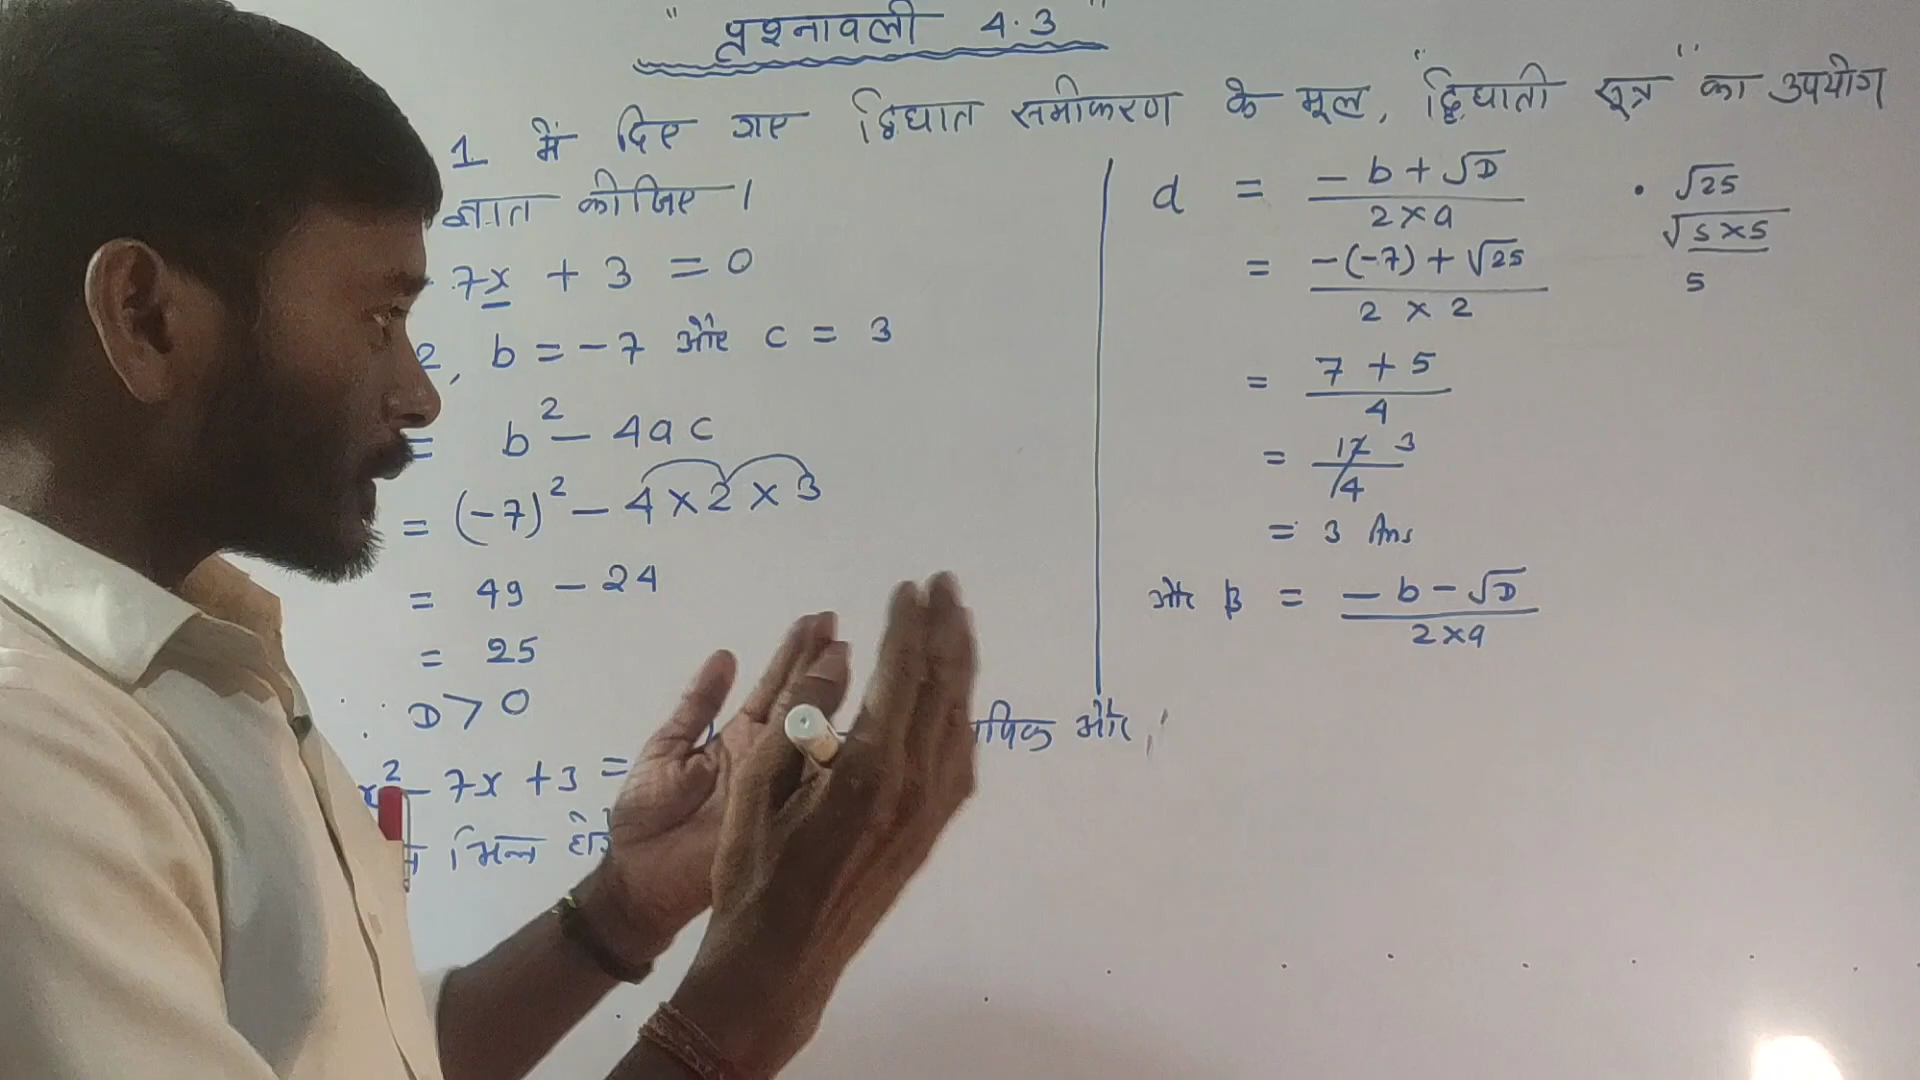 " प्रश्नावली 4.3 "
1 में दिए गए द्विघात समीकरण के मूल, "द्विघाती सूत्र" का उपयोग
ज्ञात कीजिए।
7x + 3 = 0
2, b = -7 और c = 3
= b² - 4ac
= (-7)² - 4 × 2 × 3
= 49 - 24
= 25
D > 0
x² - 7x + 3 =
और
भिन्न होंगे
α = (-b + √D)/(2×a)
= (-(-7) + √25)/(2 × 2)
= (7 + 5)/4
= 12/4 3
= 3 Ans
और β = (-b - √D)/(2×a)
• √25
√(5×5)
5